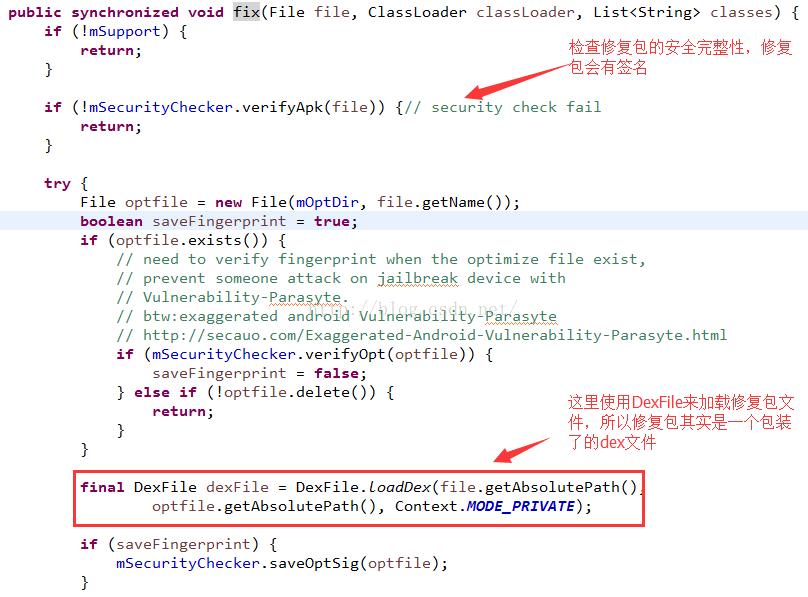 public synchronized void fix(File file, ClassLoader classLoader, List<String> classes) {
if (!mSupport) {
return;
}
检查修复包的安全完整性，修复
包会有签名
if (!mSecurityChecker.verifyApk(file)) {// security check fail
return;
}
try {
File optfile = new File(mOptDir, file.getName());
boolean saveFingerprint = true;
if (optfile.exists()) {
// need to verify fingerprint when the optimize file exist,
// prevent someone attack on jailbreak device with
// Vulnerability-Parasyte.
http://blog.csdn.net/
// btw:exaggerated android Vulnerability-Parasyte
// http://secauo.com/Exaggerated-Android-Vulnerability-Parasyte.html
if (mSecurityChecker.verifyOpt(optfile)) {
saveFingerprint = false;
} else if (!optfile.delete()) {
return;
}
}
这里使用DexFile来加载修复包文
件，所以修复包其实是一个包装
了的dex文件
final DexFile dexFile = DexFile.loadDex(file.getAbsolutePath(),
optfile.getAbsolutePath(), Context.MODE_PRIVATE);
if (saveFingerprint) {
mSecurityChecker.saveOptSig(optfile);
}